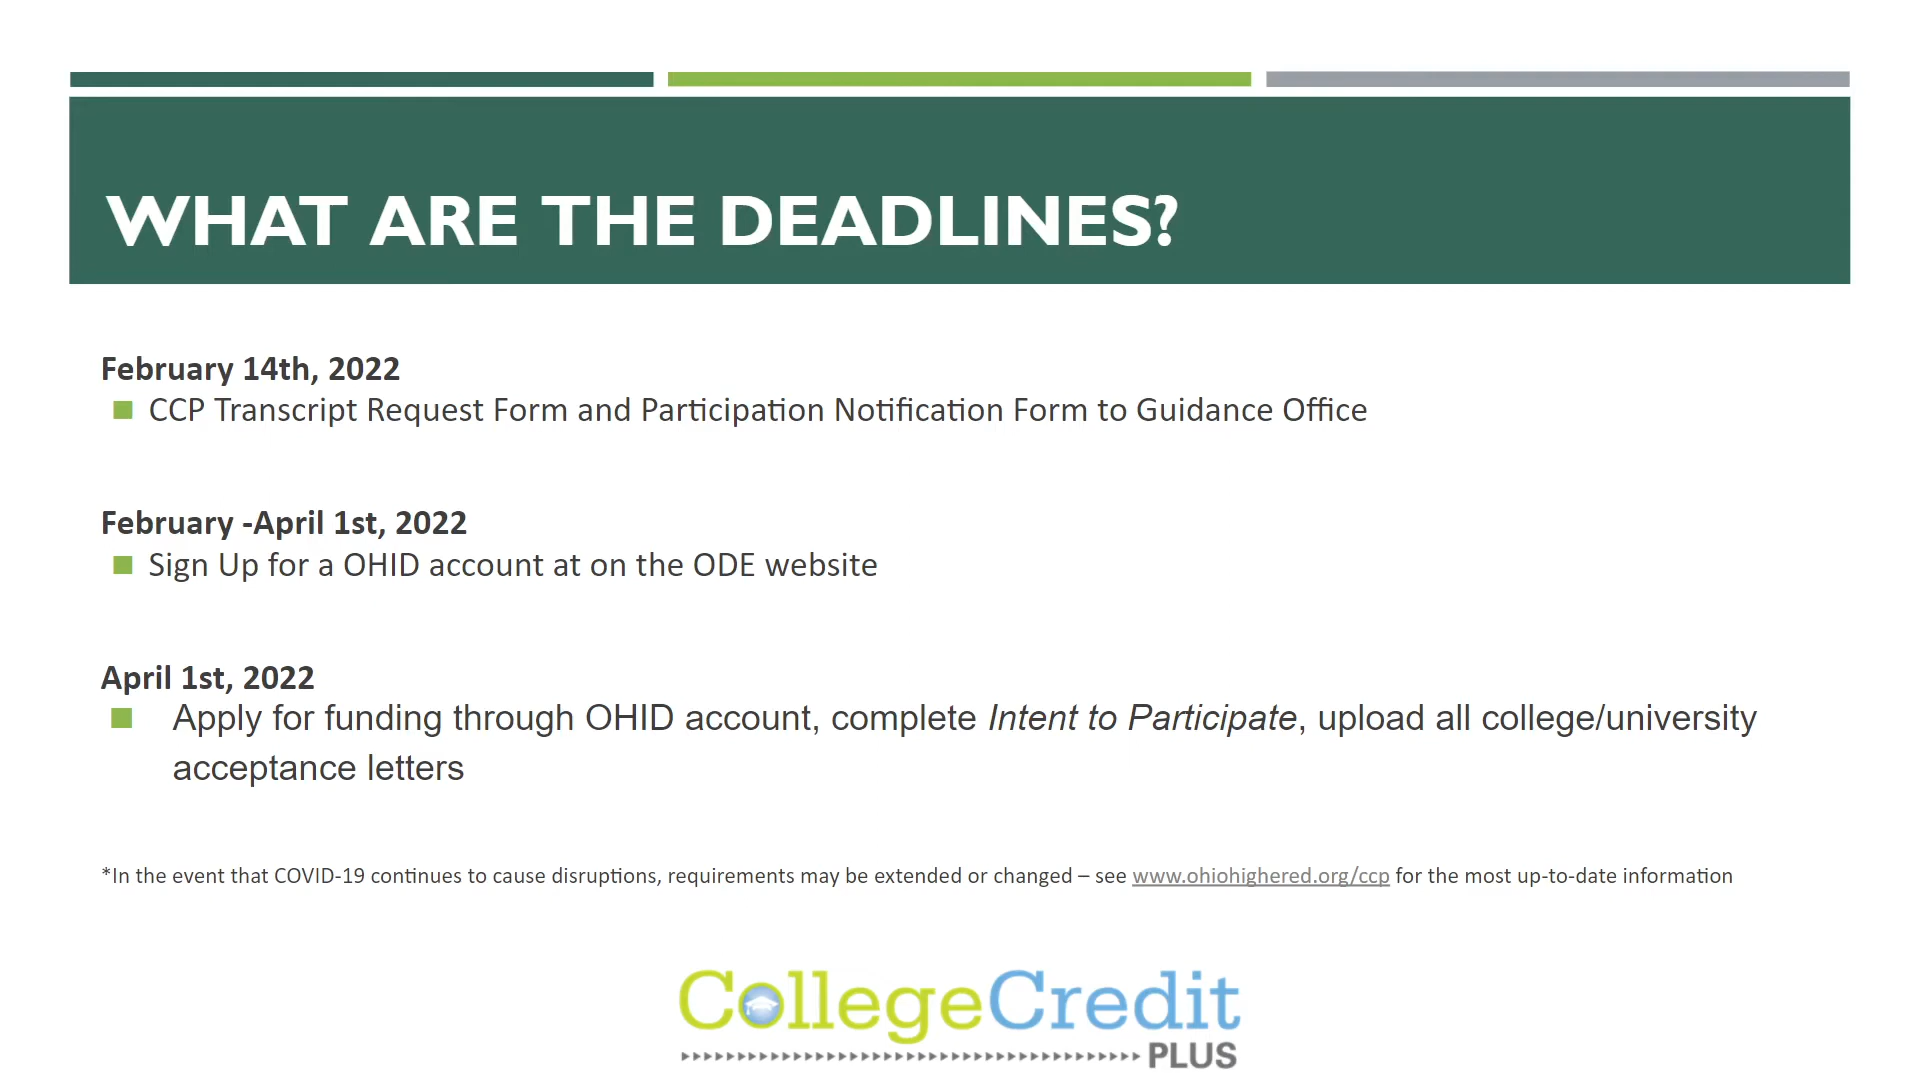 WHAT ARE THE DEADLINES?
February 14th, 2022
CCP Transcript Request Form and Participation Notification Form to Guidance Office
February -April 1st, 2022
Sign Up for a OHID account at on the ODE website
April 1st, 2022
Apply for funding through OHID account, complete Intent to Participate, upload all college/university
acceptance letters
*In the event that COVID-19 continues to cause disruptions, requirements may be extended or changed – see www.ohiohighered.org/ccp for the most up-to-date information
CollegeCredit
PLUS